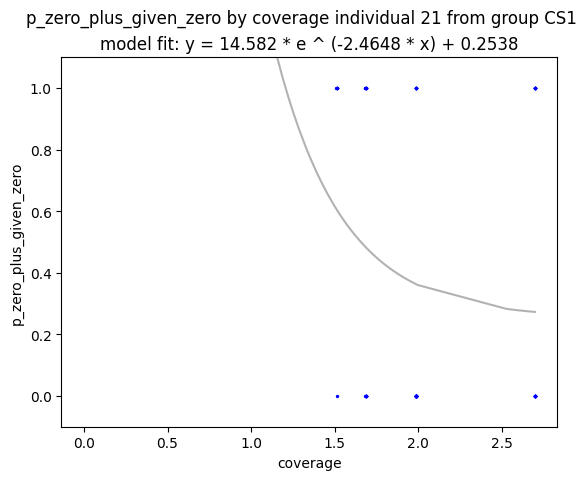 p_zero_plus_given_zero by coverage individual 21 from group CS1
model fit: y = 14.582 * e ^ (-2.4648 * x) + 0.2538
1.0
0.8
0.6
0.4
0.2
0.0
p_zero_plus_given_zero
0.0 0.5 1.0 1.5 2.0 2.5
coverage